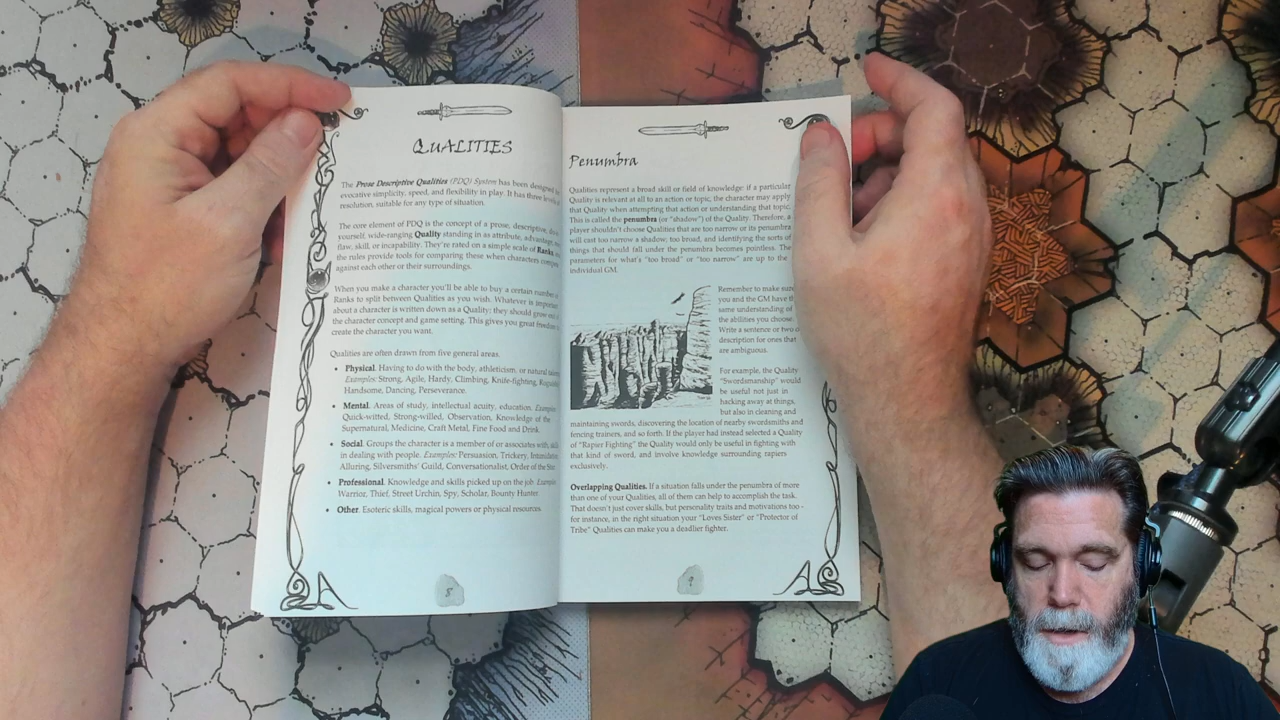 QUALITIES
The Prose Descriptive Qualities (PDQ) System has been designed
evocative simplicity, speed, and flexibility in play. It has three levels
resolution, suitable for any type of situation.
The core element of PDQ is the concept of a prose, descriptive,
yourself, wide-ranging Quality standing in as attribute, advantage,
flaw, skill, or incapability. They're rated on a simple scale of Ranks
the rules provide tools for comparing these when characters
against each other or their surroundings.
When you make a character you'll be able to buy a certain number
Ranks to split between Qualities as you wish. Whatever is important
about a character is written down as a Quality; they should grow
the character concept and game setting. This gives you great freedom
create the character you want.
Qualities are often drawn from five general areas.
• Physical. Having to do with the body, athleticism, or natural
Examples: Strong, Agile, Hardy, Climbing, Knife-fighting,
Handsome, Dancing, Perseverance.
• Mental. Areas of study, intellectual acuity, education.
Quick-witted, Strong-willed, Observation, Knowledge of the
Supernatural, Medicine, Craft Metal, Fine Food and Drink.
• Social. Groups the character is a member of or associates with,
in dealing with people. Examples: Persuasion, Trickery,
Alluring, Silversmiths' Guild, Conversationalist, Order of the
• Professional. Knowledge and skills picked up on the job.
Warrior, Thief, Street Urchin, Spy, Scholar, Bounty Hunter.
• Other. Esoteric skills, magical powers or physical resources.
Penumbra
Qualities represent a broad skill or field of knowledge: if a particular
Quality is relevant at all to an action or topic, the character may apply
that Quality when attempting that action or understanding that topic.
This is called the penumbra (or "shadow") of the Quality. Therefore, a
player shouldn't choose Qualities that are too narrow or its penumbra
will cast too narrow a shadow; too broad, and identifying the sorts of
things that should fall under the penumbra becomes pointless. The
parameters for what's "too broad" or "too narrow" are up to the
individual GM.
Remember to make sure
you and the GM have the
same understanding of
the abilities you choose.
Write a sentence or two
description for ones that
are ambiguous.
For example, the Quality
"Swordsmanship" would
be useful not just in
hacking away at things,
but also in cleaning and
maintaining swords, discovering the location of nearby swordsmiths and
fencing trainers, and so forth. If the player had instead selected a Quality
of "Rapier Fighting" the Quality would only be useful in fighting with
that kind of sword, and involve knowledge surrounding rapiers
exclusively.
Overlapping Qualities. If a situation falls under the penumbra of more
than one of your Qualities, all of them can help to accomplish the task.
That doesn't just cover skills, but personality traits and motivations too -
for instance, in the right situation your "Loves Sister" or "Protector of
Tribe" Qualities can make you a deadlier fighter.